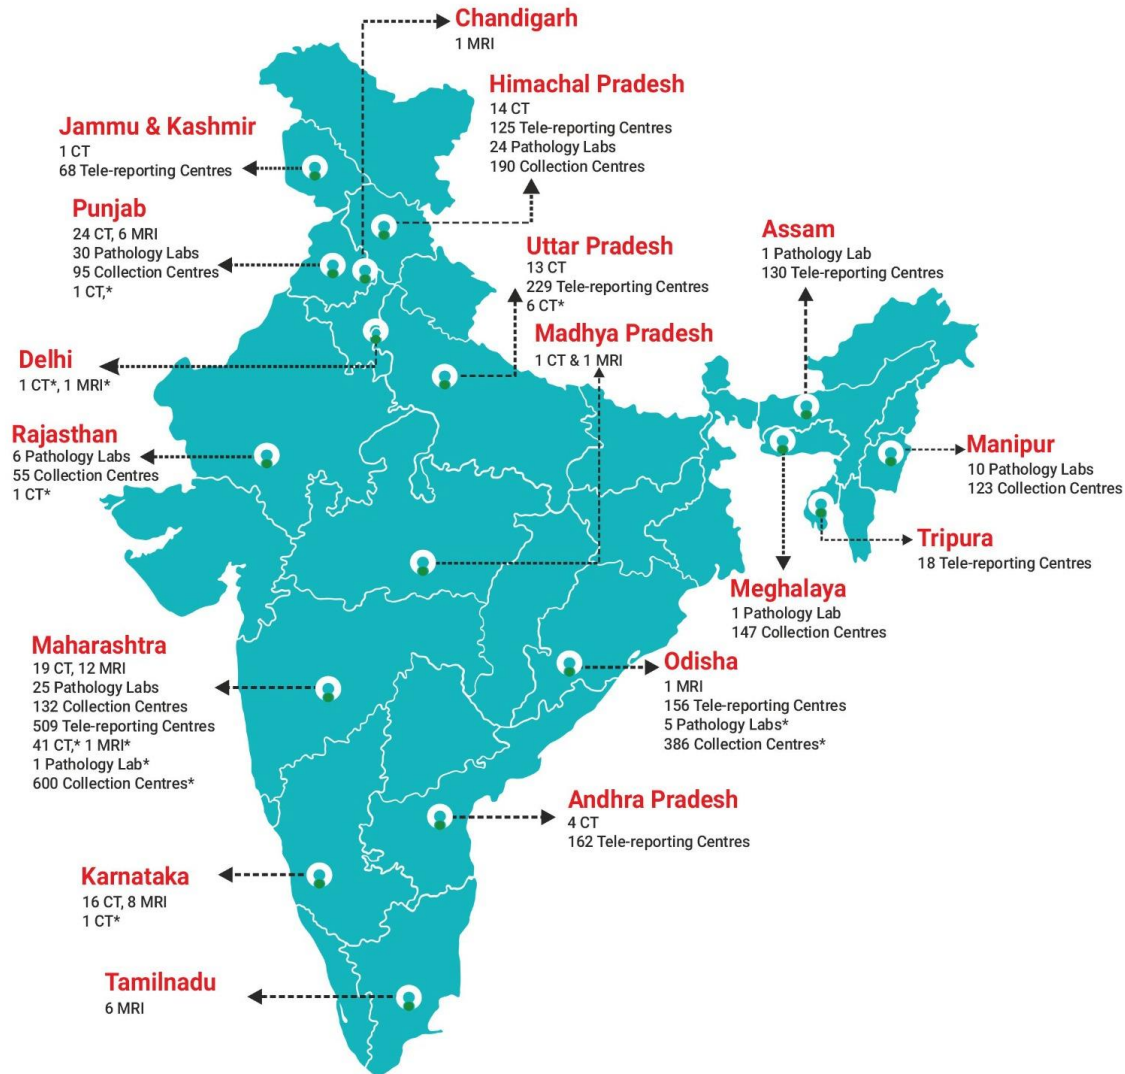 Chandigarh
1 MRI
Himachal Pradesh
14 CT
125 Tele-reporting Centres
24 Pathology Labs
190 Collection Centres
Jammu & Kashmir
1 CT
68 Tele-reporting Centres
Punjab
24 CT, 6 MRI
30 Pathology Labs
95 Collection Centres
1 CT,*
Uttar Pradesh
13 CT
229 Tele-reporting Centres
6 CT*
Assam
1 Pathology Lab
130 Tele-reporting Centres
Madhya Pradesh
1 CT & 1 MRI
Delhi
1 CT*, 1 MRI*
Rajasthan
6 Pathology Labs
55 Collection Centres
1 CT*
Manipur
10 Pathology Labs
123 Collection Centres
Tripura
18 Tele-reporting Centres
Meghalaya
1 Pathology Lab
147 Collection Centres
Maharashtra
19 CT, 12 MRI
25 Pathology Labs
132 Collection Centres
509 Tele-reporting Centres
41 CT,* 1 MRI*
1 Pathology Lab*
600 Collection Centres*
Odisha
1 MRI
156 Tele-reporting Centres
5 Pathology Labs*
386 Collection Centres*
Andhra Pradesh
4 CT
162 Tele-reporting Centres
Karnataka
16 CT, 8 MRI
1 CT*
Tamilnadu
6 MRI